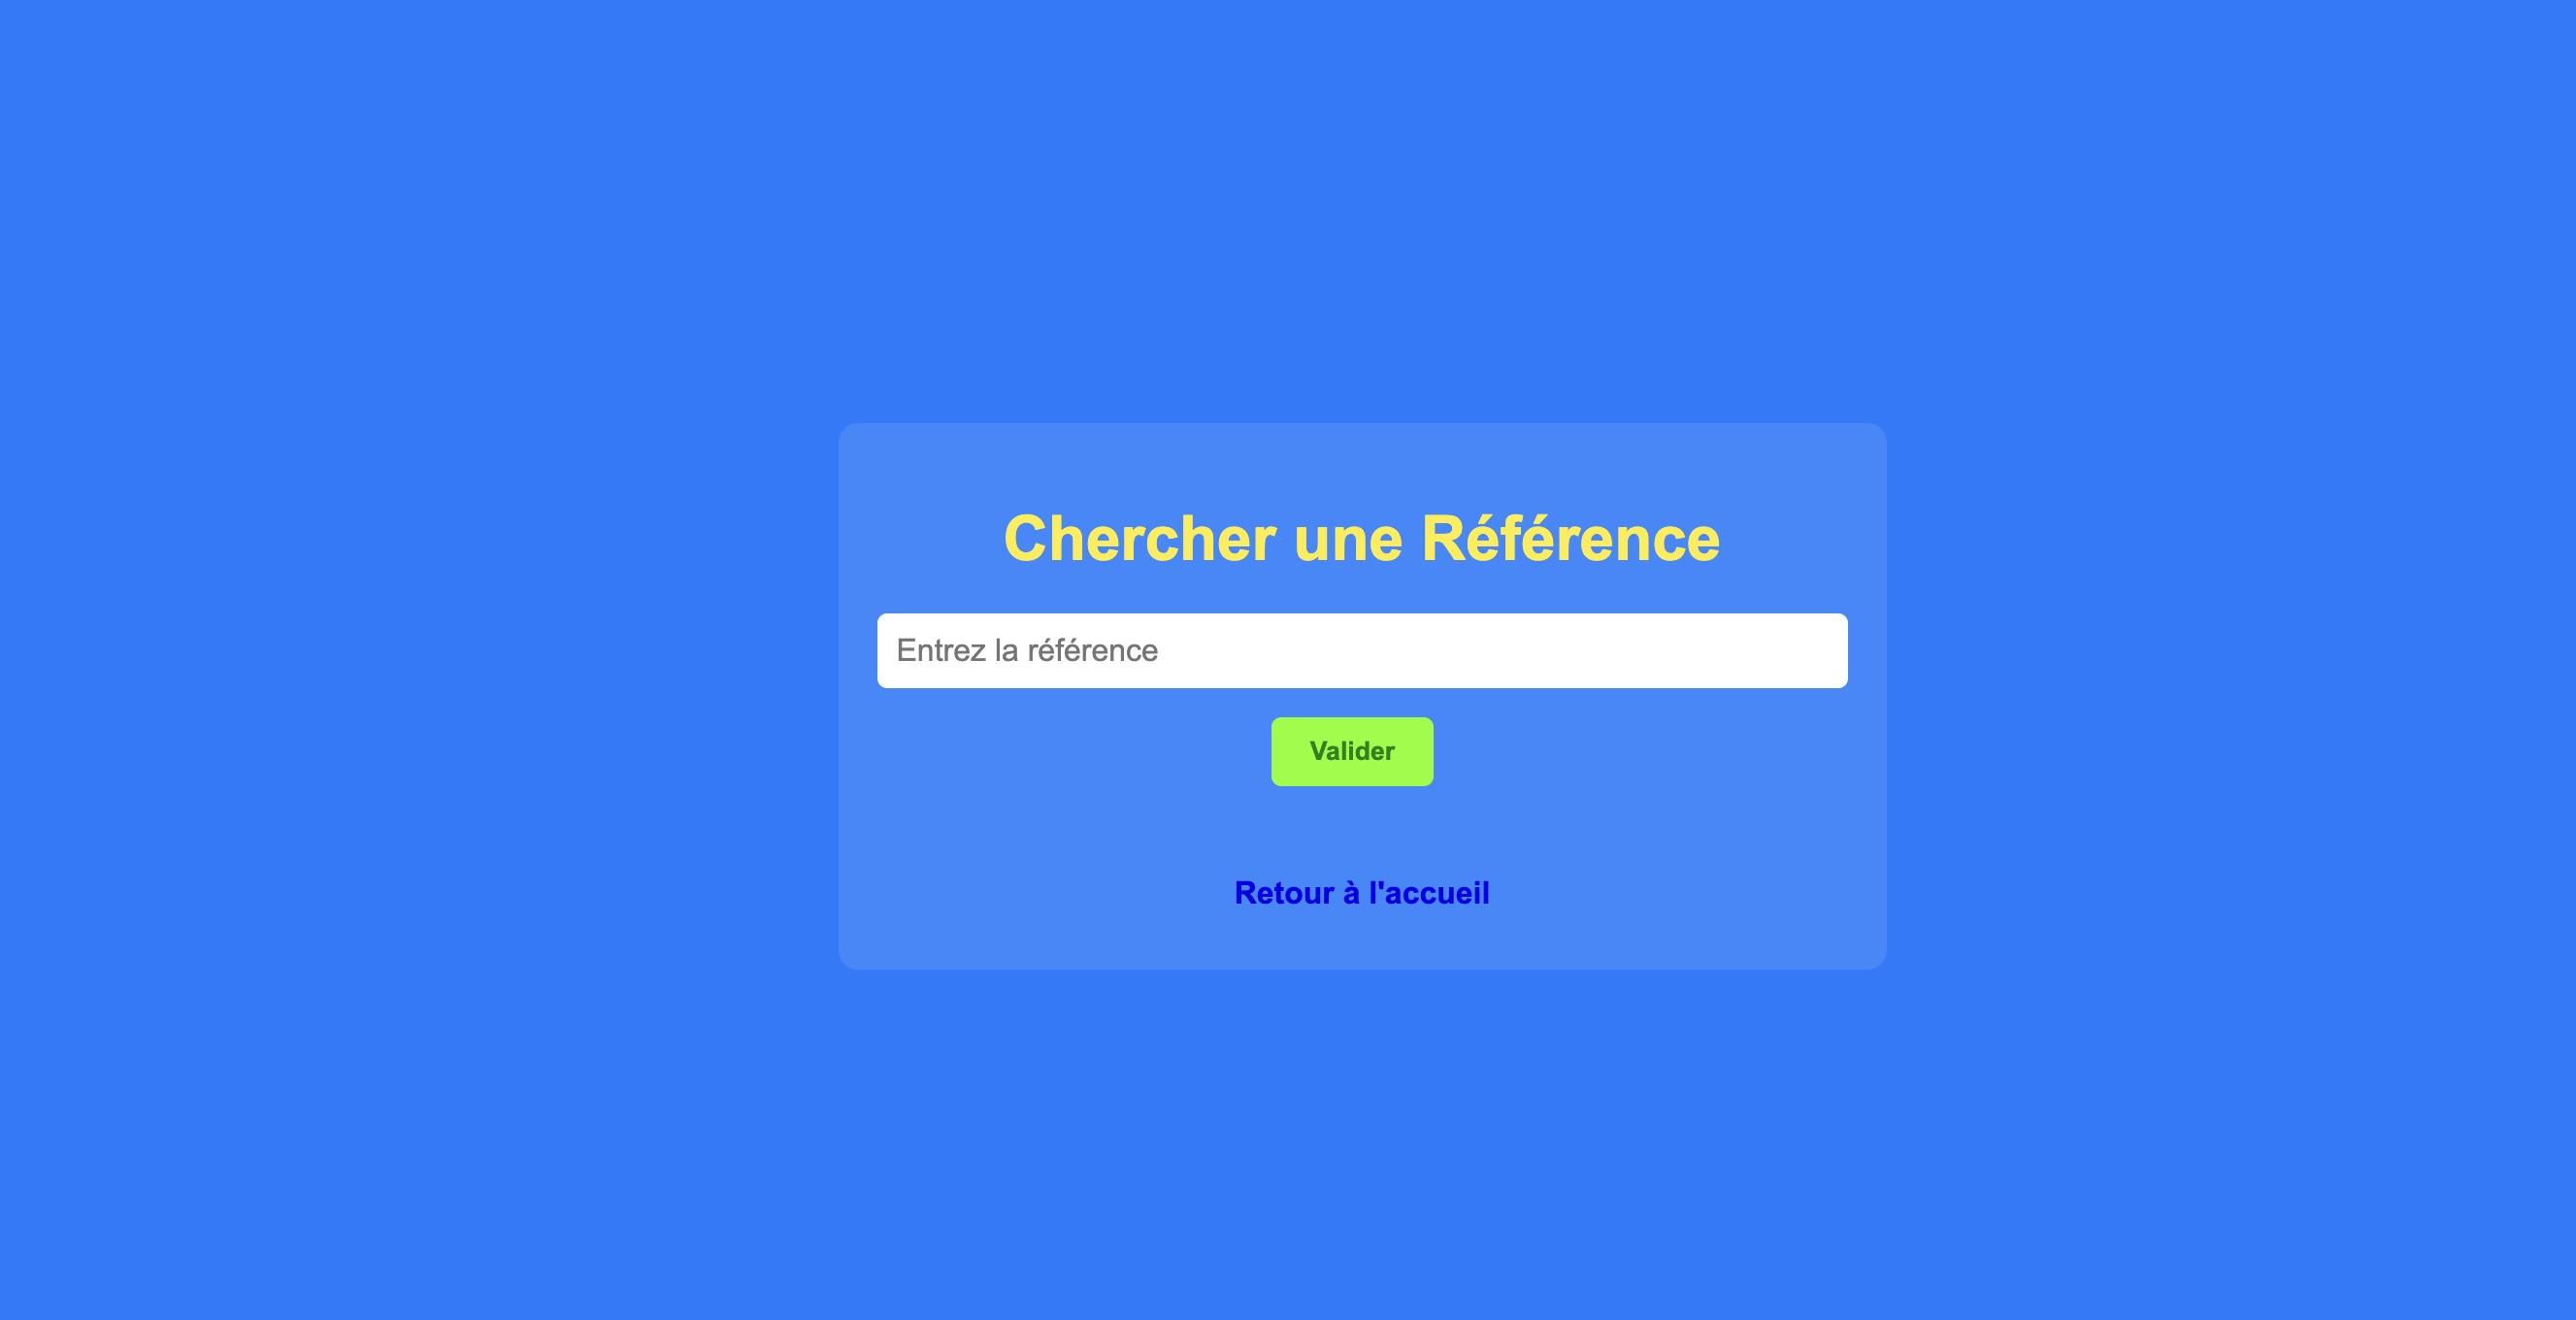 Chercher une Référence
Entrez la référence
Valider
Retour à l'accueil